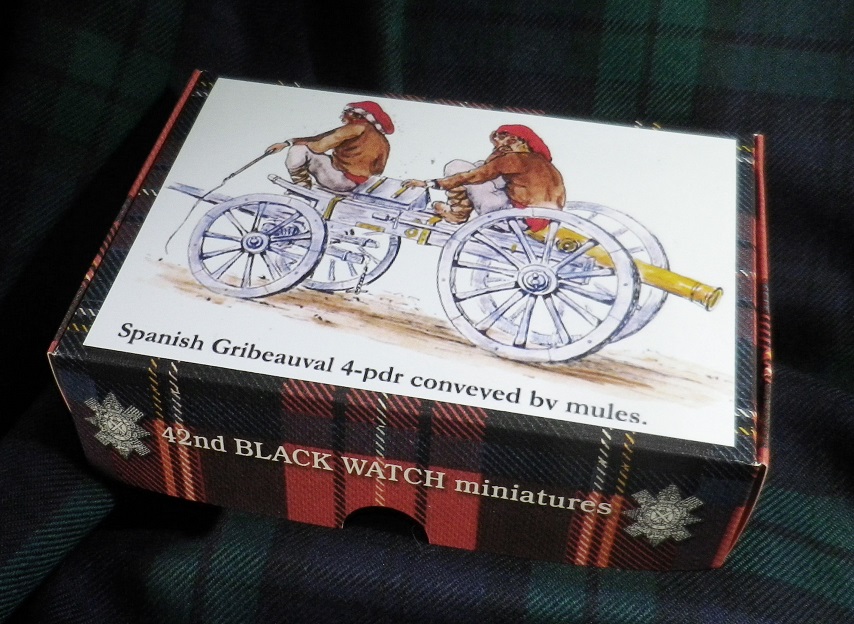 Spanish Gribeauval 4-pdr conveyed by mules.
42nd BLACK WATCH miniatures